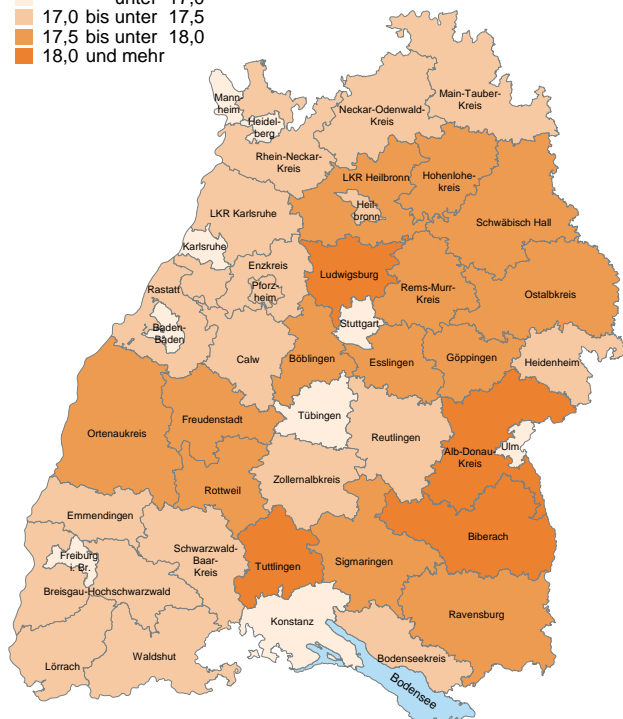 unter 17,0
17,0 bis unter 17,5
17,5 bis unter 18,0
18,0 und mehr
Mann-
heim
Heidel-
berg
Neckar-Odenwald-
Kreis
Main-Tauber-
Kreis
Rhein-Neckar-
Kreis
LKR Heilbronn
Hohenlohe-
kreis
Heil-
bronn
LKR Karlsruhe
Schwäbisch Hall
Karlsruhe
Enzkreis
Ludwigsburg
Pforz-
heim
Rastatt
Rems-Murr-
Kreis
Ostalbkreis
Baden-
Baden
Stuttgart
Calw
Böblingen
Esslingen
Göppingen
Heidenheim
Tübingen
Freudenstadt
Ortenaukreis
Reutlingen
Alb-Donau-
Kreis
Ulm
Zollernalbkreis
Rottweil
Emmendingen
Biberach
Schwarzwald-
Baar-
Kreis
Freiburg
i. Br.
Tuttlingen
Sigmaringen
Breisgau-Hochschwarzwald
Ravensburg
Konstanz
Lörrach
Waldshut
Bodenseekreis
Bodensee